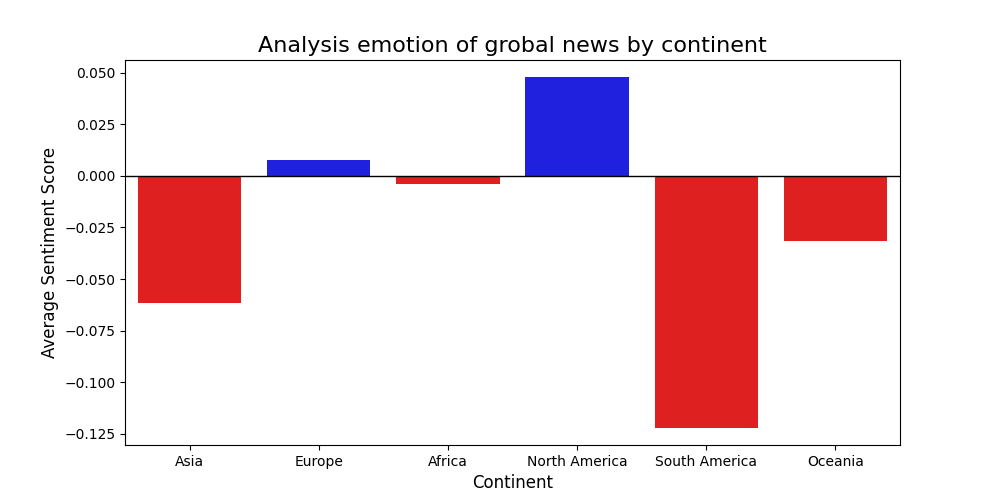 Analysis emotion of grobal news by continent
0.050
0.025
0.000
−0.025
−0.050
−0.075
−0.100
−0.125
Average Sentiment Score
Asia Europe Africa North America South America Oceania
Continent